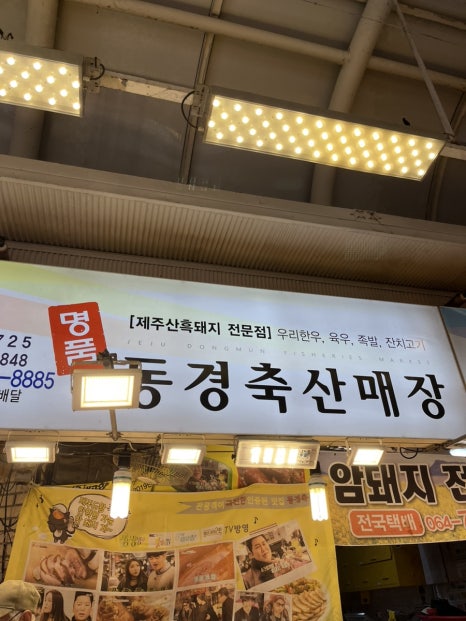 명품
[제주산흑돼지 전문점] 우리한우, 육우, 족발, 잔치고기
JEJU DONGMUN FISHERIES MARKET
725
848
-8885
배달
동경축산매장
TV방영
암돼지 전
전국택배 064-7